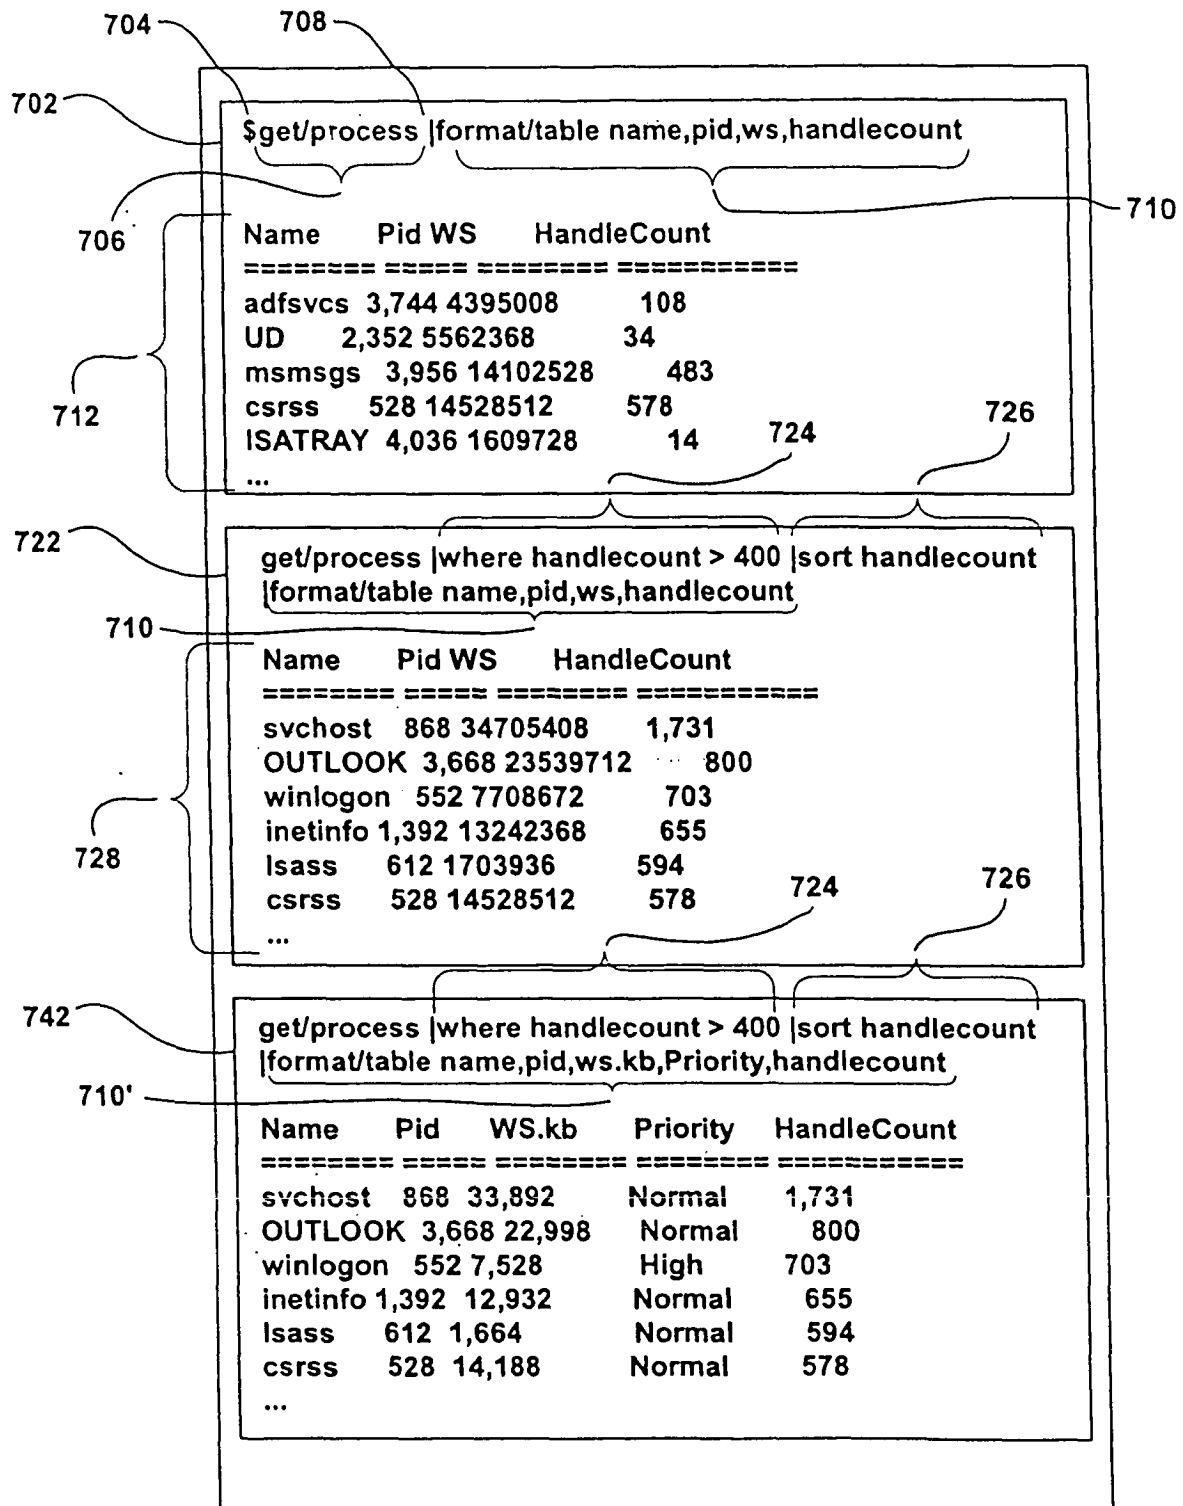 704 708
702
$get/process |format/table name,pid,ws,handlecount
706
710
Name Pid WS HandleCount
======== ===== ======== ===========
adfsvcs 3,744 4395008 108
UD 2,352 5562368 34
msmsgs 3,956 14102528 483
csrss 528 14528512 578
ISATRAY 4,036 1609728 14
...
712
724
726
722
get/process |where handlecount > 400 |sort handlecount
|format/table name,pid,ws,handlecount
710
Name Pid WS HandleCount
======== ===== ======== ===========
svchost 868 34705408 1,731
OUTLOOK 3,668 23539712 800
winlogon 552 7708672 703
inetinfo 1,392 13242368 655
lsass 612 1703936 594
csrss 528 14528512 578
...
728
724
726
742
get/process |where handlecount > 400 |sort handlecount
|format/table name,pid,ws.kb,Priority,handlecount
710'
Name Pid WS.kb Priority HandleCount
======== ===== ======== ======== ===========
svchost 868 33,892 Normal 1,731
OUTLOOK 3,668 22,998 Normal 800
winlogon 552 7,528 High 703
inetinfo 1,392 12,932 Normal 655
lsass 612 1,664 Normal 594
csrss 528 14,188 Normal 578
...